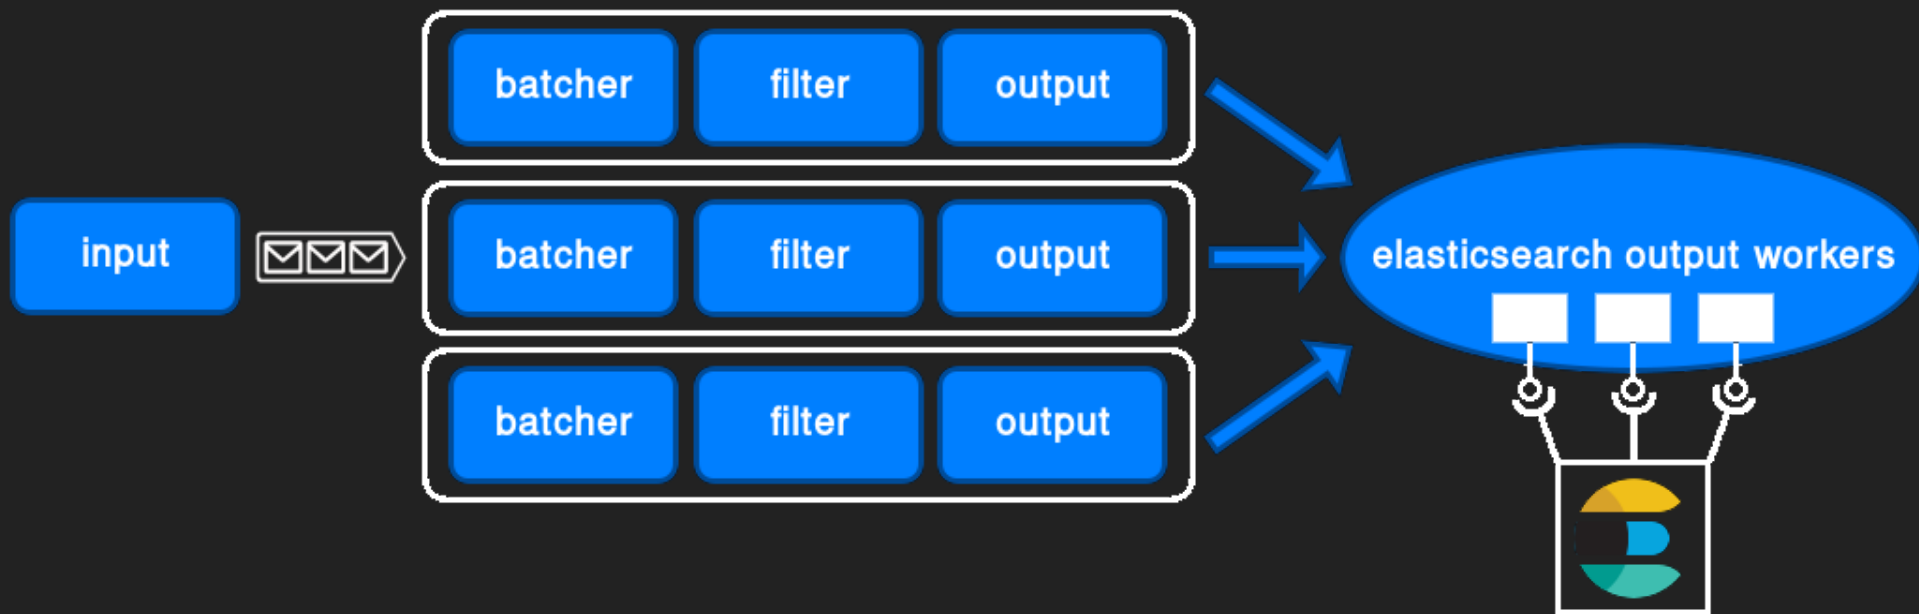 batcher
filter
output
input
batcher
filter
output
elasticsearch output workers
batcher
filter
output